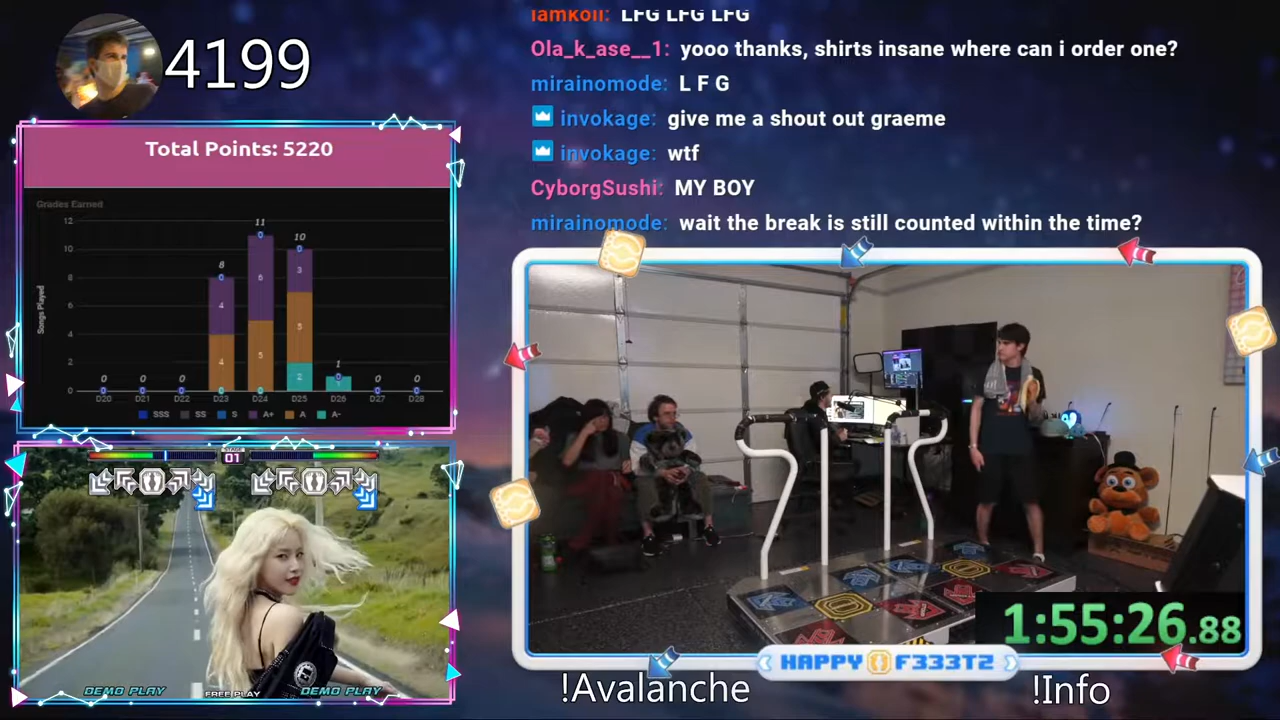 4199
Total Points: 5220
Grades Earned
12
10
8
6
4
2
0
Songs Played
0
0
0
8
11
10
1
0
0
0
6
3
4
5
5
4
2
D20 D21 D22 D23 D24 D25 D26 D27 D28
SSS SS S A+ A A-
STAGE
01
DEMO PLAY
FREE PLAY
DEMO PLAY
iamkoii: LFG LFG LFG
Ola_k_ase__1: yooo thanks, shirts insane where can i order one?
mirainomode: L F G
invokage: give me a shout out graeme
invokage: wtf
CyborgSushi: MY BOY
mirainomode: wait the break is still counted within the time?
1:55:26.88
HAPPY F333T2
!Avalanche
!Info